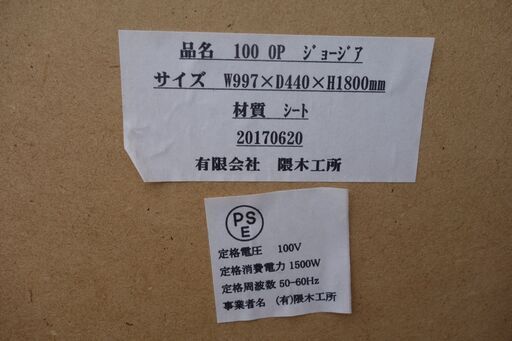 品名 100 OP ジョージア
サイズ W997×D440×H1800mm
材質 シート
20170620
有限会社 隈木工所
PS
E
定格電圧 100V
定格消費電力 1500W
定格周波数 50-60Hz
事業者名 (有)隈木工所